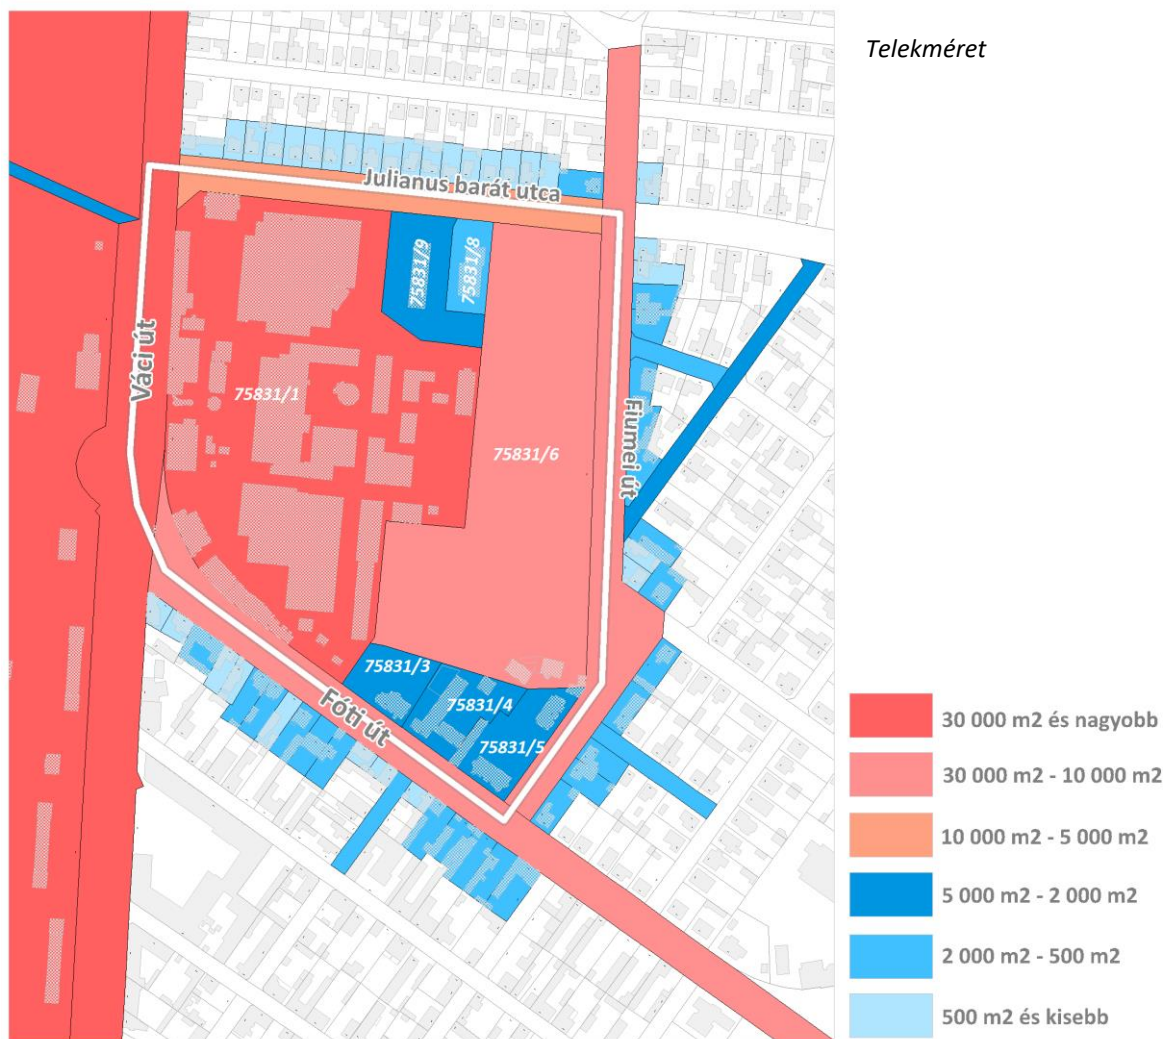 Telekméret
Julianus barát utca
75831/9
75831/8
Váci út
75831/1
Fiumei út
75831/6
75831/3
75831/4
Fóti út
75831/5
30 000 m2 és nagyobb
30 000 m2 - 10 000 m2
10 000 m2 - 5 000 m2
5 000 m2 - 2 000 m2
2 000 m2 - 500 m2
500 m2 és kisebb